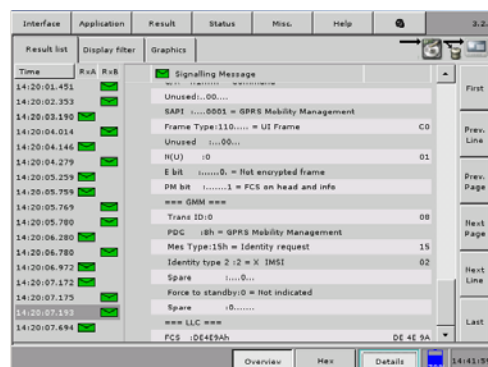 Interface Application Result Status Misc. Help 3.2.
Result list Display filter Graphics
Time RxA RxB Signalling Message
14:20:01.451
14:20:02.353
14:20:03.190
14:20:04.014
14:20:04.146
14:20:04.279
14:20:05.259
14:20:05.759
14:20:05.769
14:20:05.780
14:20:06.280
14:20:06.780
14:20:06.972
14:20:07.172
14:20:07.175
14:20:07.193
14:20:07.694
Unused:..00....
SAPI :....0001 = GPRS Mobility Management
Frame Type:110..... = UI Frame C0
Unused :...00...
N(U) :0 01
E bit :......0. = Not encrypted frame
PM bit :.......1 = FCS on head and info
=== GMM ===
Trans ID:0 08
PDC :8h = GPRS Mobility Management
Mes Type:15h = Identity request 15
Identity type 2 :2 = X IMSI 02
Spare :....0...
Force to standby:0 = Not indicated
Spare :0.......
=== LLC ===
FCS :DE4E9Ah DE 4E 9A
First
Prev.
Line
Prev.
Page
Next
Page
Next
Line
Last
Overview Hex Details 14:41:59